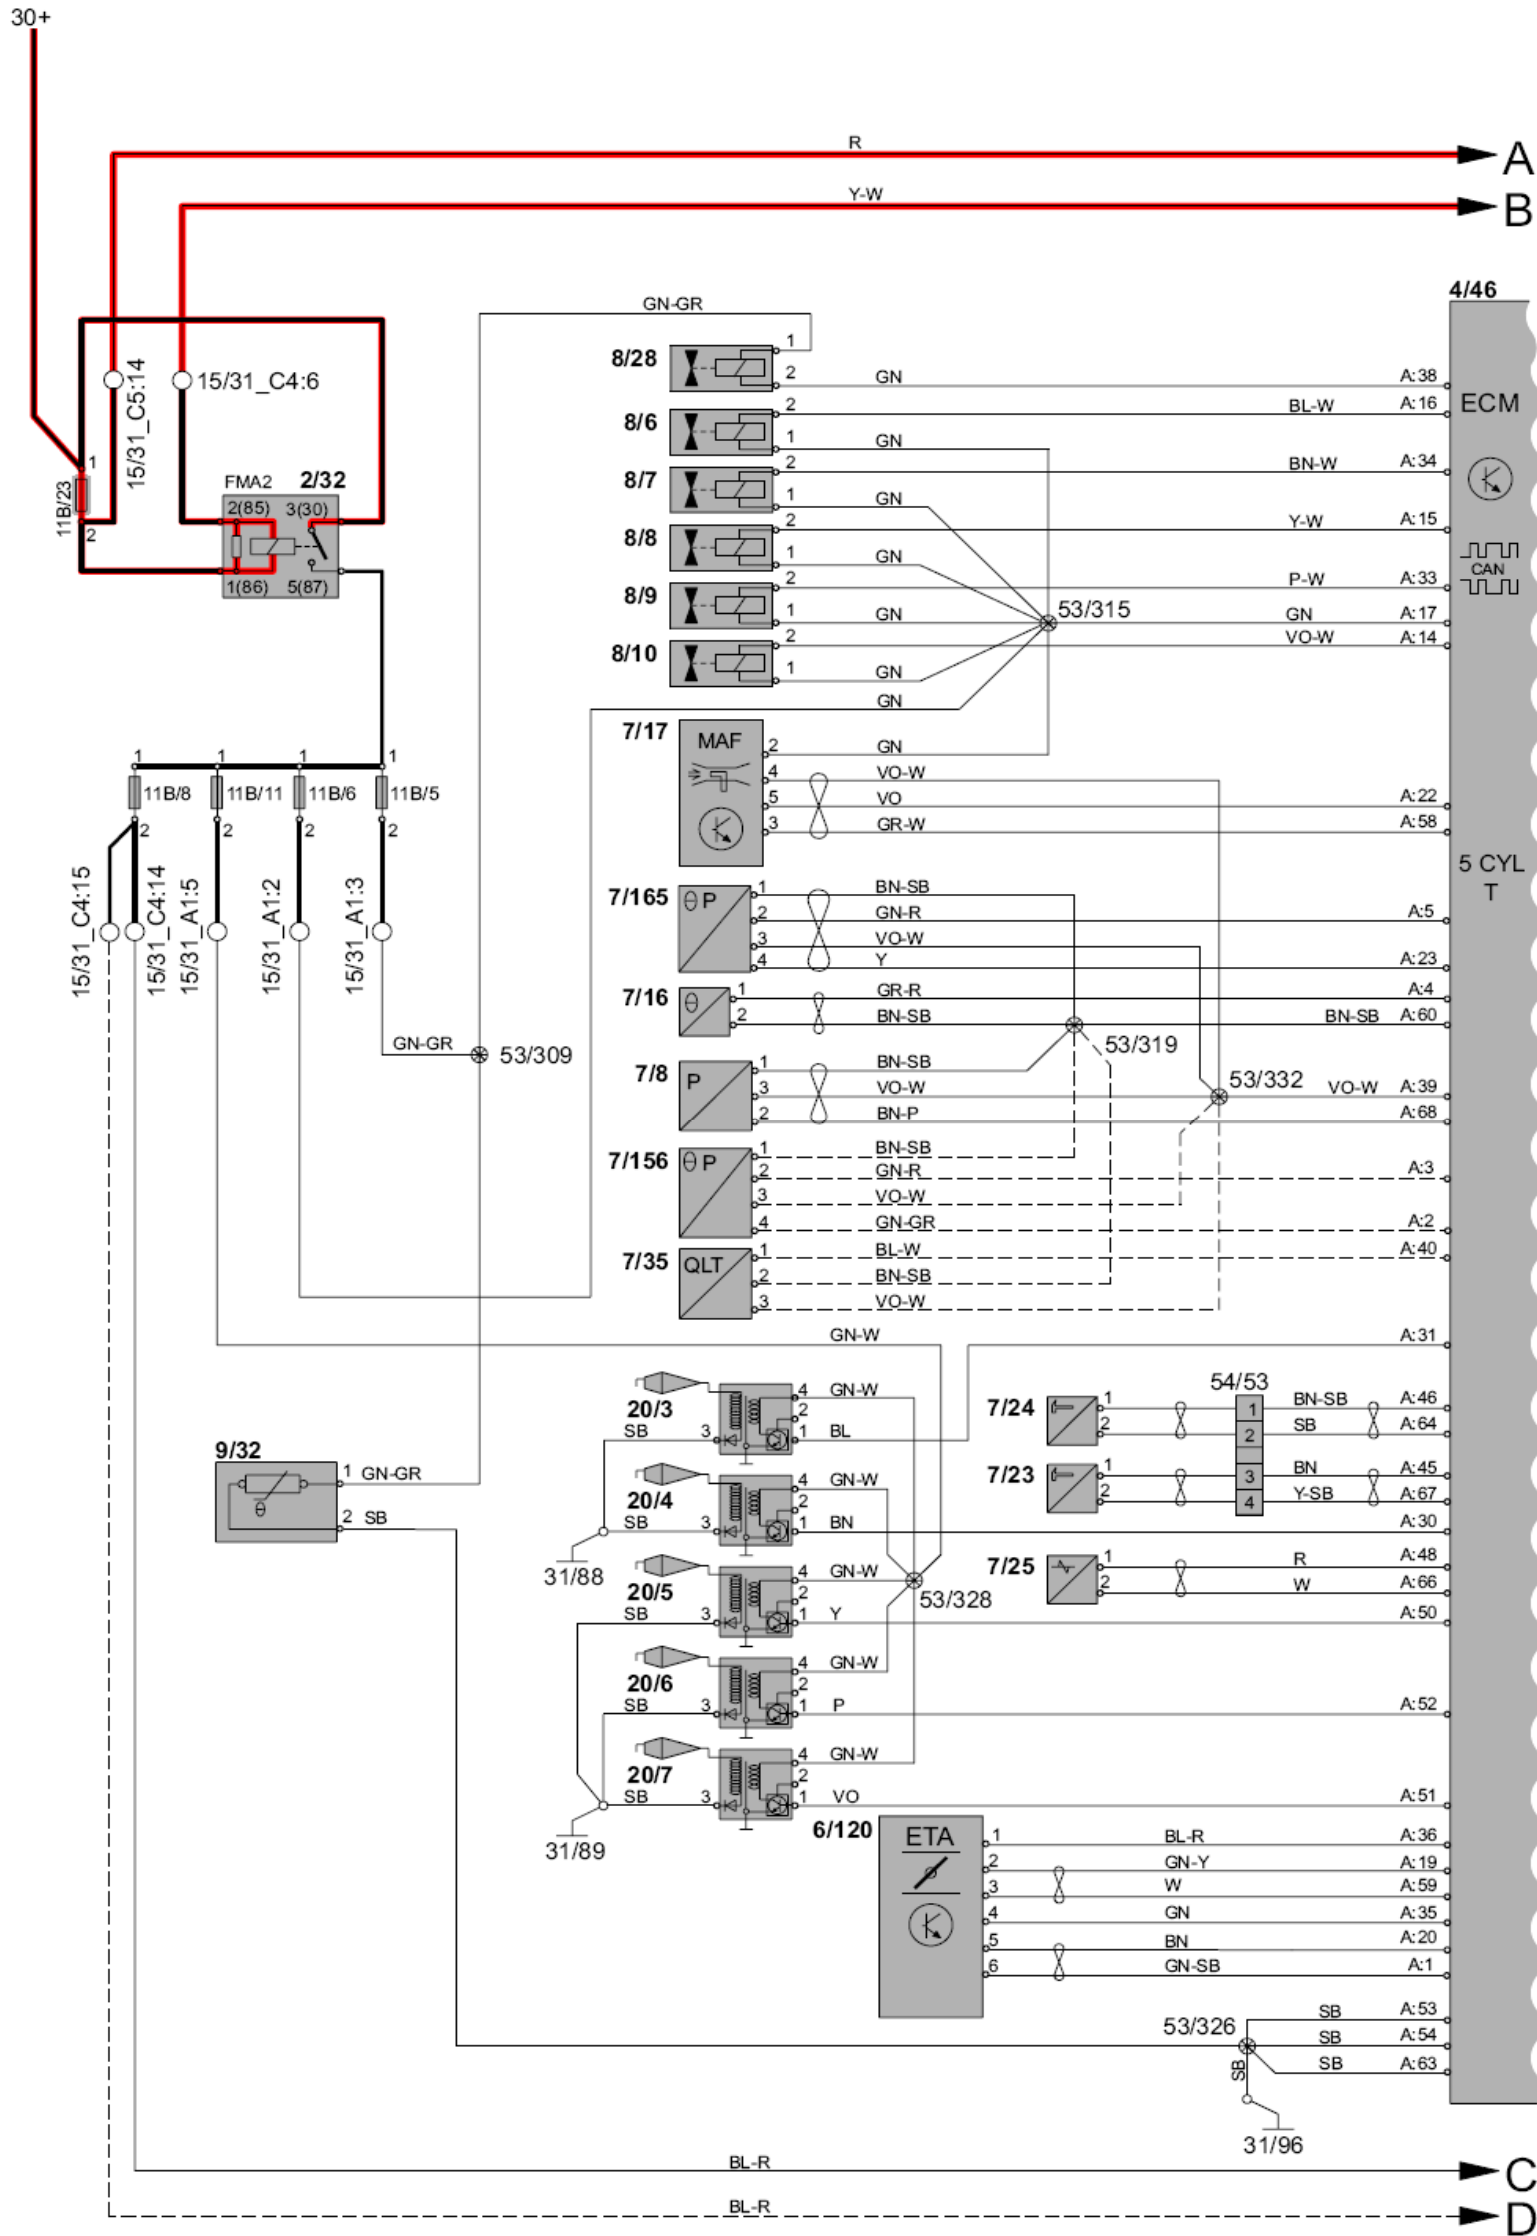 30+
R
A
Y-W
B
4/46
GN-GR
8/28
1
2
GN
A:38
ECM
15/31_C5:14
15/31_C4:6
8/6
2
BL-W
A:16
1
GN
1
11B/23
2
FMA2
2/32
2(85)
3(30)
1(86)
5(87)
8/7
2
BN-W
A:34
1
GN
8/8
2
Y-W
A:15
1
GN
CAN
8/9
2
P-W
A:33
1
GN
53/315
GN
A:17
8/10
2
VO-W
A:14
1
GN
GN
7/17
MAF
2
GN
4
VO-W
5
VO
A:22
3
GR-W
A:58
1
1
1
1
11B/8
11B/11
11B/6
11B/5
2
2
2
2
15/31_C4:15
15/31_C4:14
15/31_A1:5
15/31_A1:2
15/31_A1:3
5 CYL
T
7/165
θ P
1
BN-SB
2
GN-R
A:5
3
VO-W
4
Y
A:23
7/16
θ
1
GR-R
A:4
2
BN-SB
BN-SB
A:60
53/319
GN-GR
53/309
7/8
P
1
BN-SB
3
VO-W
53/332
VO-W
A:39
2
BN-P
A:68
7/156
θ P
1
BN-SB
2
GN-R
A:3
3
VO-W
4
GN-GR
A:2
7/35
QLT
1
BL-W
A:40
2
BN-SB
3
VO-W
GN-W
A:31
20/3
4
GN-W
2
SB
3
1
BL
7/24
1
2
54/53
1
2
3
4
BN-SB
A:46
SB
A:64
7/23
1
2
BN
A:45
Y-SB
A:67
9/32
θ
1
GN-GR
2
SB
20/4
4
GN-W
2
SB
3
1
BN
A:30
31/88
20/5
4
GN-W
2
SB
3
1
Y
A:50
53/328
7/25
1
R
A:48
2
W
A:66
20/6
4
GN-W
2
SB
3
1
P
A:52
20/7
4
GN-W
2
SB
3
1
VO
A:51
31/89
6/120
ETA
1
BL-R
A:36
2
GN-Y
A:19
3
W
A:59
4
GN
A:35
5
BN
A:20
6
GN-SB
A:1
53/326
SB
A:53
SB
A:54
SB
A:63
SB
31/96
BL-R
C
BL-R
D